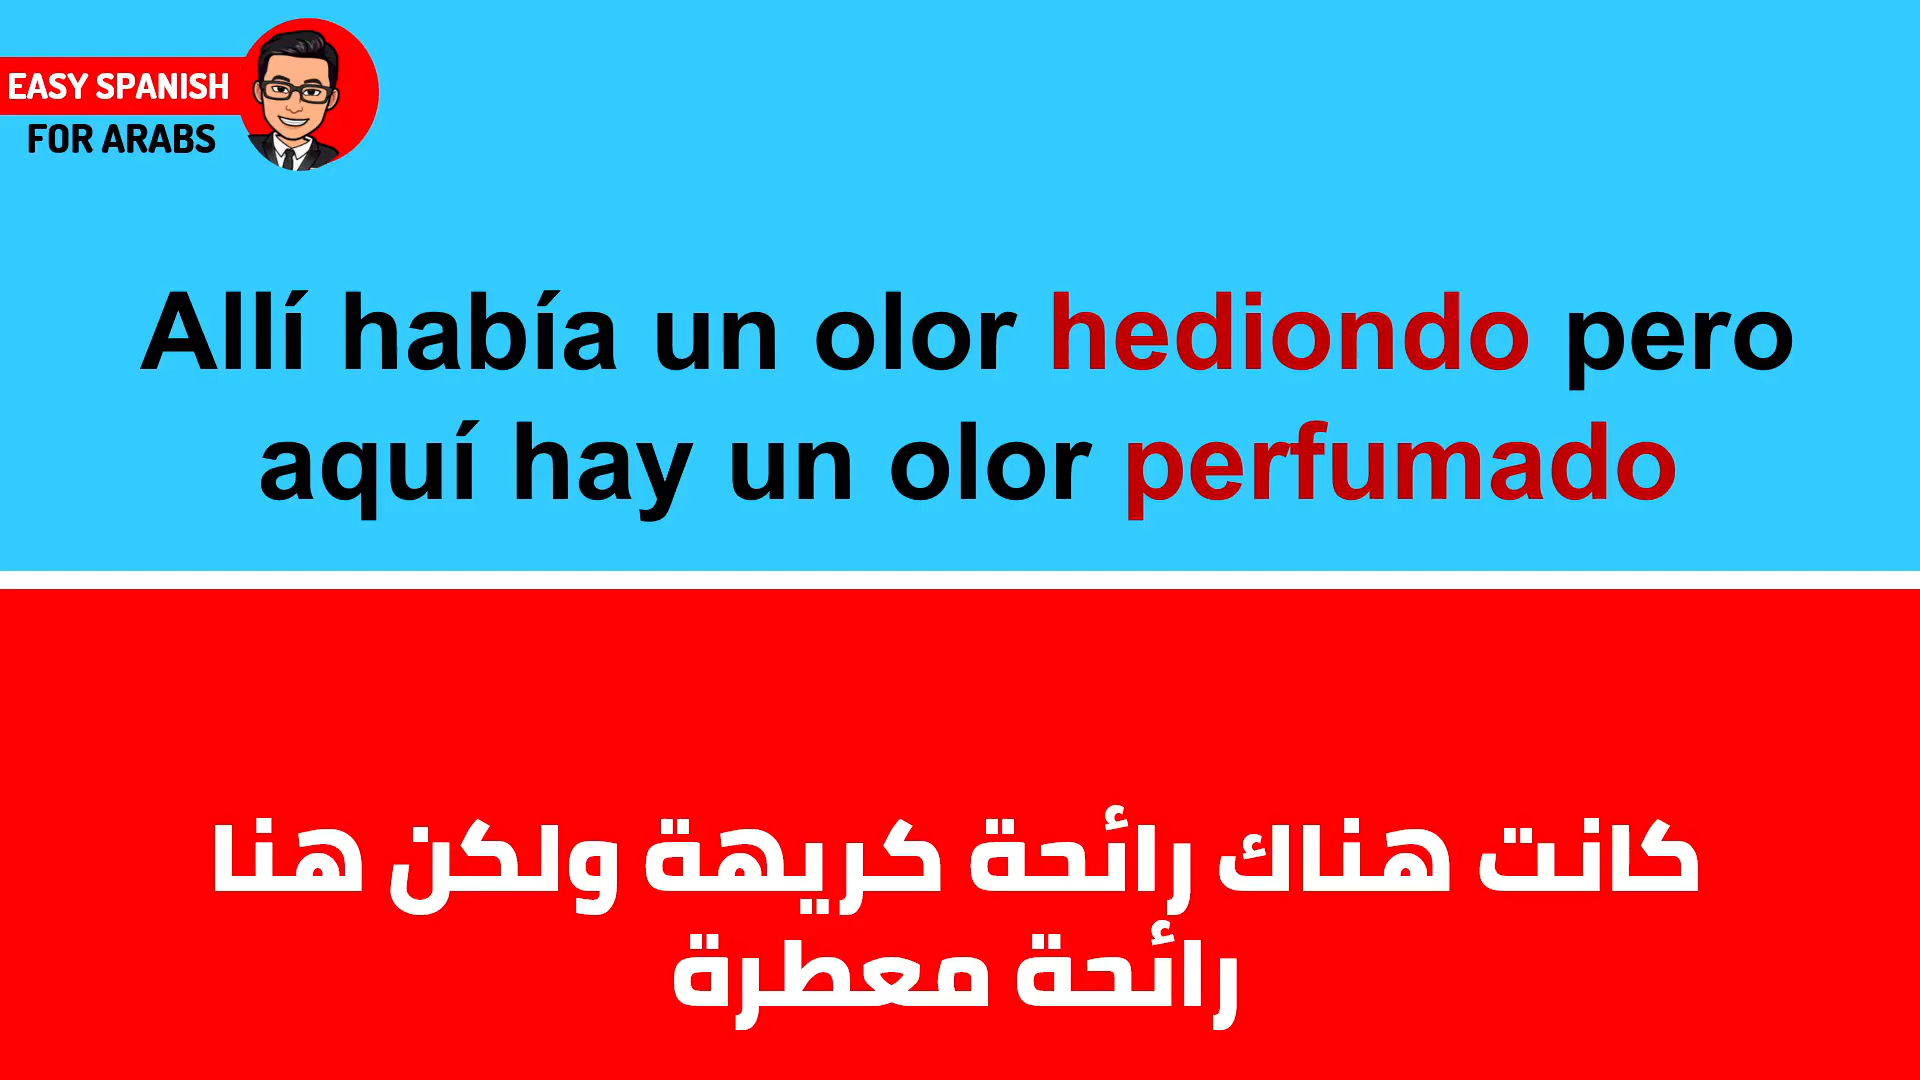 EASY SPANISH
FOR ARABS
Allí había un olor hediondo pero
aquí hay un olor perfumado
كانت هناك رائحة كريهة ولكن هنا
رائحة معطرة